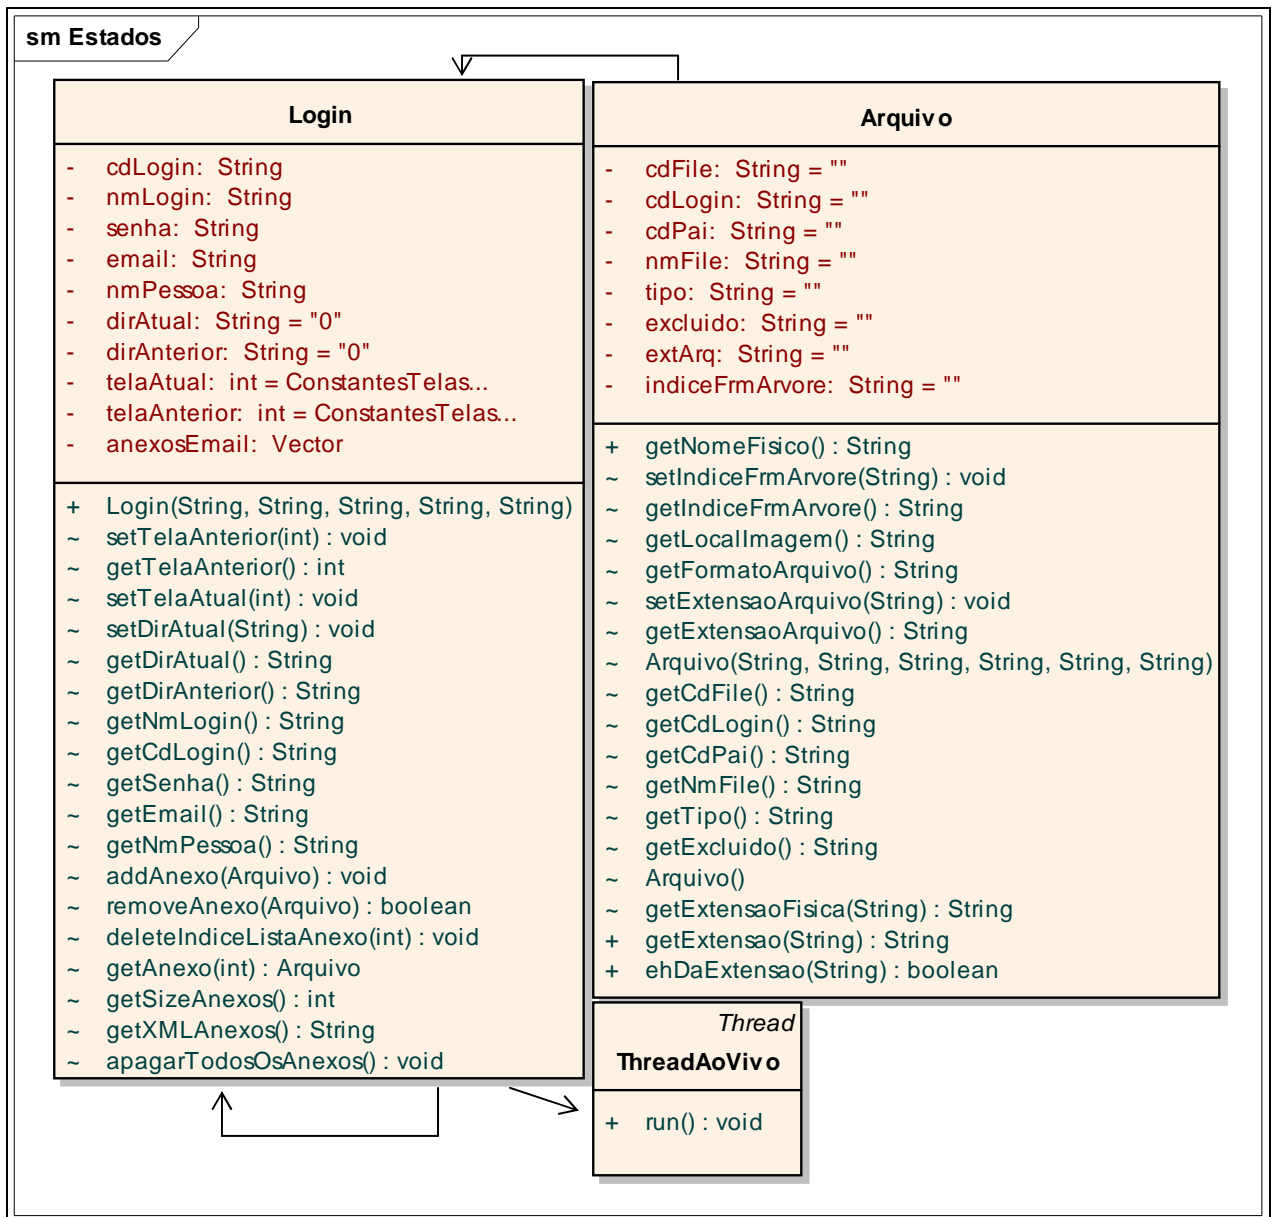 sm Estados
Login
- cdLogin: String
- nmLogin: String
- senha: String
- email: String
- nmPessoa: String
- dirAtual: String = "0"
- dirAnterior: String = "0"
- telaAtual: int = ConstantesTelas...
- telaAnterior: int = ConstantesTelas...
- anexosEmail: Vector
+ Login(String, String, String, String, String)
~ setTelaAnterior(int) : void
~ getTelaAnterior() : int
~ setTelaAtual(int) : void
~ setDirAtual(String) : void
~ getDirAtual() : String
~ getDirAnterior() : String
~ getNmLogin() : String
~ getCdLogin() : String
~ getSenha() : String
~ getEmail() : String
~ getNmPessoa() : String
~ addAnexo(Arquivo) : void
~ removeAnexo(Arquivo) : boolean
~ deleteIndiceListaAnexo(int) : void
~ getAnexo(int) : Arquivo
~ getSizeAnexos() : int
~ getXMLAnexos() : String
~ apagarTodosOsAnexos() : void
Arquivo
- cdFile: String = ""
- cdLogin: String = ""
- cdPai: String = ""
- nmFile: String = ""
- tipo: String = ""
- excluido: String = ""
- extArq: String = ""
- indiceFrmArvore: String = ""
+ getNomeFisico() : String
~ setIndiceFrmArvore(String) : void
~ getIndiceFrmArvore() : String
~ getLocalImagem() : String
~ getFormatoArquivo() : String
~ setExtensaoArquivo(String) : void
~ getExtensaoArquivo() : String
~ Arquivo(String, String, String, String, String, String)
~ getCdFile() : String
~ getCdLogin() : String
~ getCdPai() : String
~ getNmFile() : String
~ getTipo() : String
~ getExcluido() : String
~ Arquivo()
~ getExtensaoFisica(String) : String
+ getExtensao(String) : String
+ ehDaExtensao(String) : boolean
Thread
ThreadAoVivo
+ run() : void